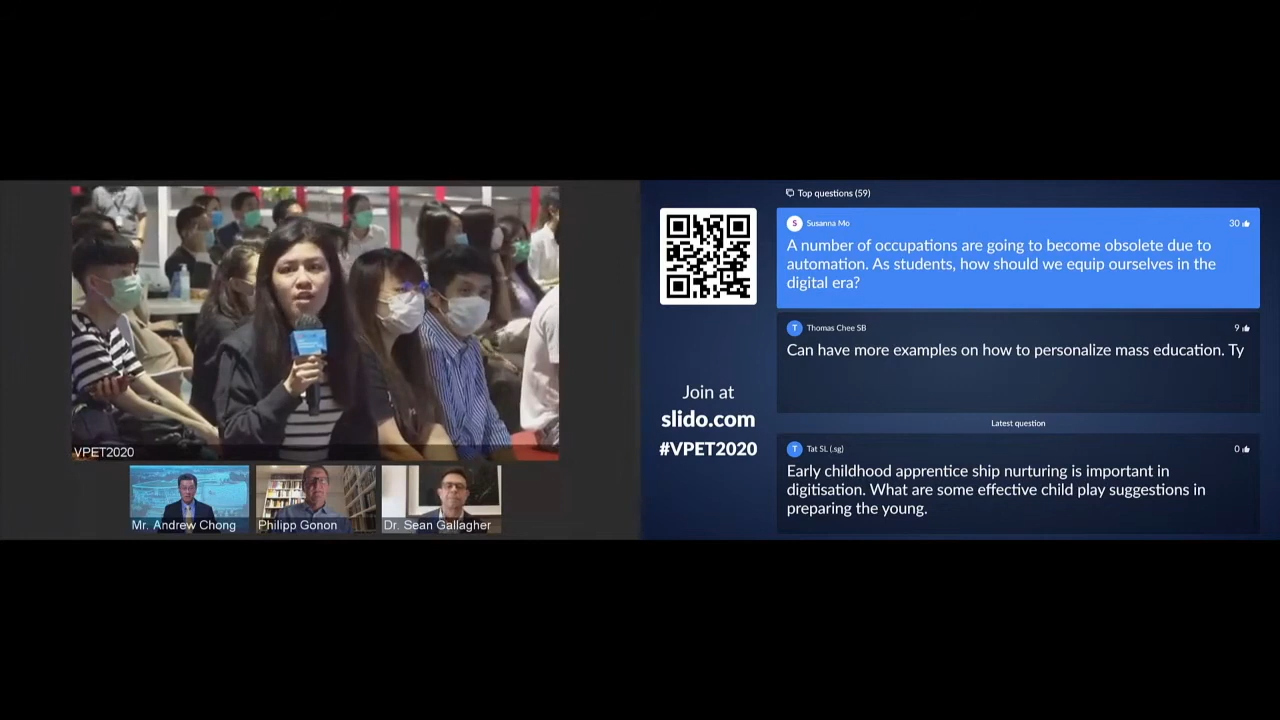 VPET2020
Mr. Andrew Chong
Philipp Gonon
Dr. Sean Gallagher
Top questions (59)
S
Susanna Mo
30
A number of occupations are going to become obsolete due to
automation. As students, how should we equip ourselves in the
digital era?
T
Thomas Chee SB
9
Can have more examples on how to personalize mass education. Ty
Join at
slido.com
#VPET2020
Latest question
T
Tat SL (.sg)
0
Early childhood apprentice ship nurturing is important in
digitisation. What are some effective child play suggestions in
preparing the young.